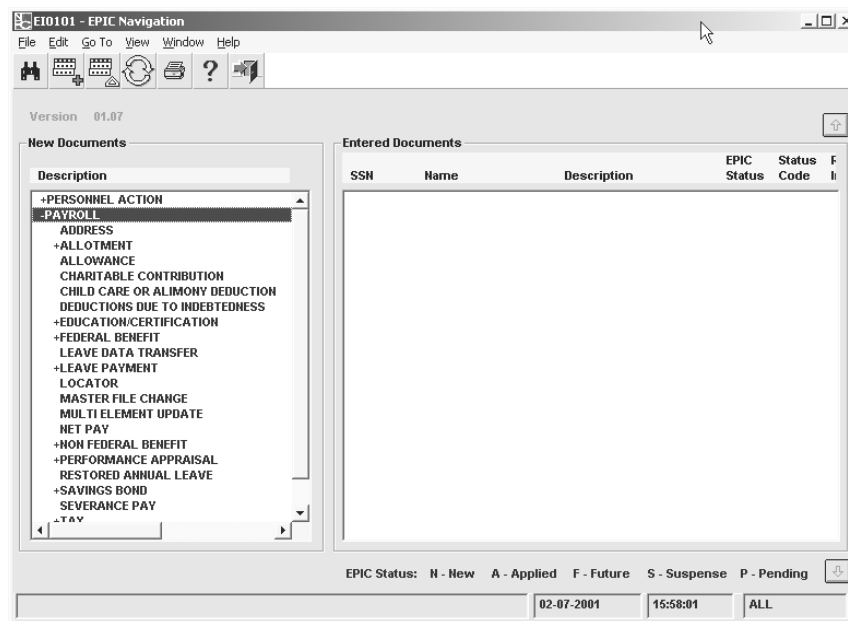 EI0101 - EPIC Navigation
File Edit Go To View Window Help
Version 01.07
New Documents
Description
+PERSONNEL ACTION
-PAYROLL
ADDRESS
+ALLOTMENT
ALLOWANCE
CHARITABLE CONTRIBUTION
CHILD CARE OR ALIMONY DEDUCTION
DEDUCTIONS DUE TO INDEBTEDNESS
+EDUCATION/CERTIFICATION
+FEDERAL BENEFIT
LEAVE DATA TRANSFER
+LEAVE PAYMENT
LOCATOR
MASTER FILE CHANGE
MULTI ELEMENT UPDATE
NET PAY
+NON FEDERAL BENEFIT
+PERFORMANCE APPRAISAL
RESTORED ANNUAL LEAVE
+SAVINGS BOND
SEVERANCE PAY
+TAX
Entered Documents
EPIC Status
SSN Name Description Status Code
EPIC Status: N - New A - Applied F - Future S - Suspense P - Pending
02-07-2001 15:58:01 ALL